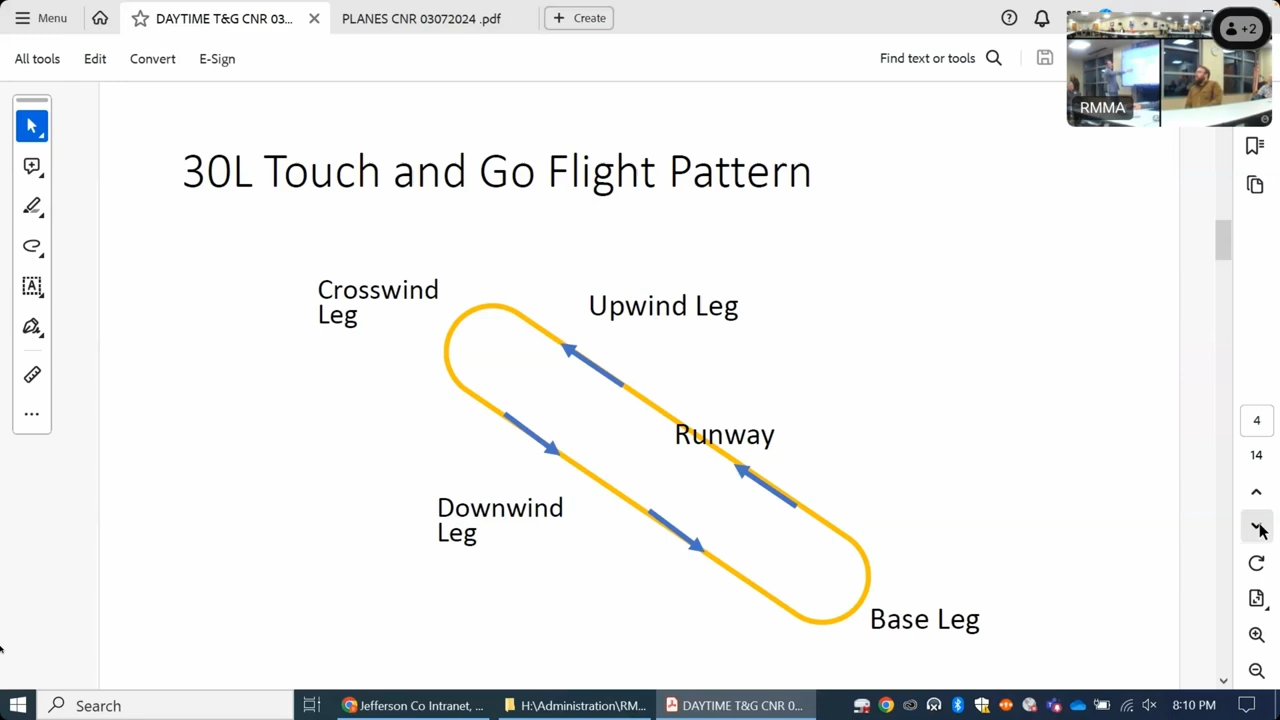 Menu
DAYTIME T&G CNR 03...
PLANES CNR 03072024 .pdf
Create
+2
All tools
Edit
Convert
E-Sign
Find text or tools
RMMA
30L Touch and Go Flight Pattern
Crosswind
Leg
Upwind Leg
Runway
Downwind
Leg
Base Leg
4
14
Search
Jefferson Co Intranet, ...
H:\Administration\RM...
DAYTIME T&G CNR 0...
8:10 PM